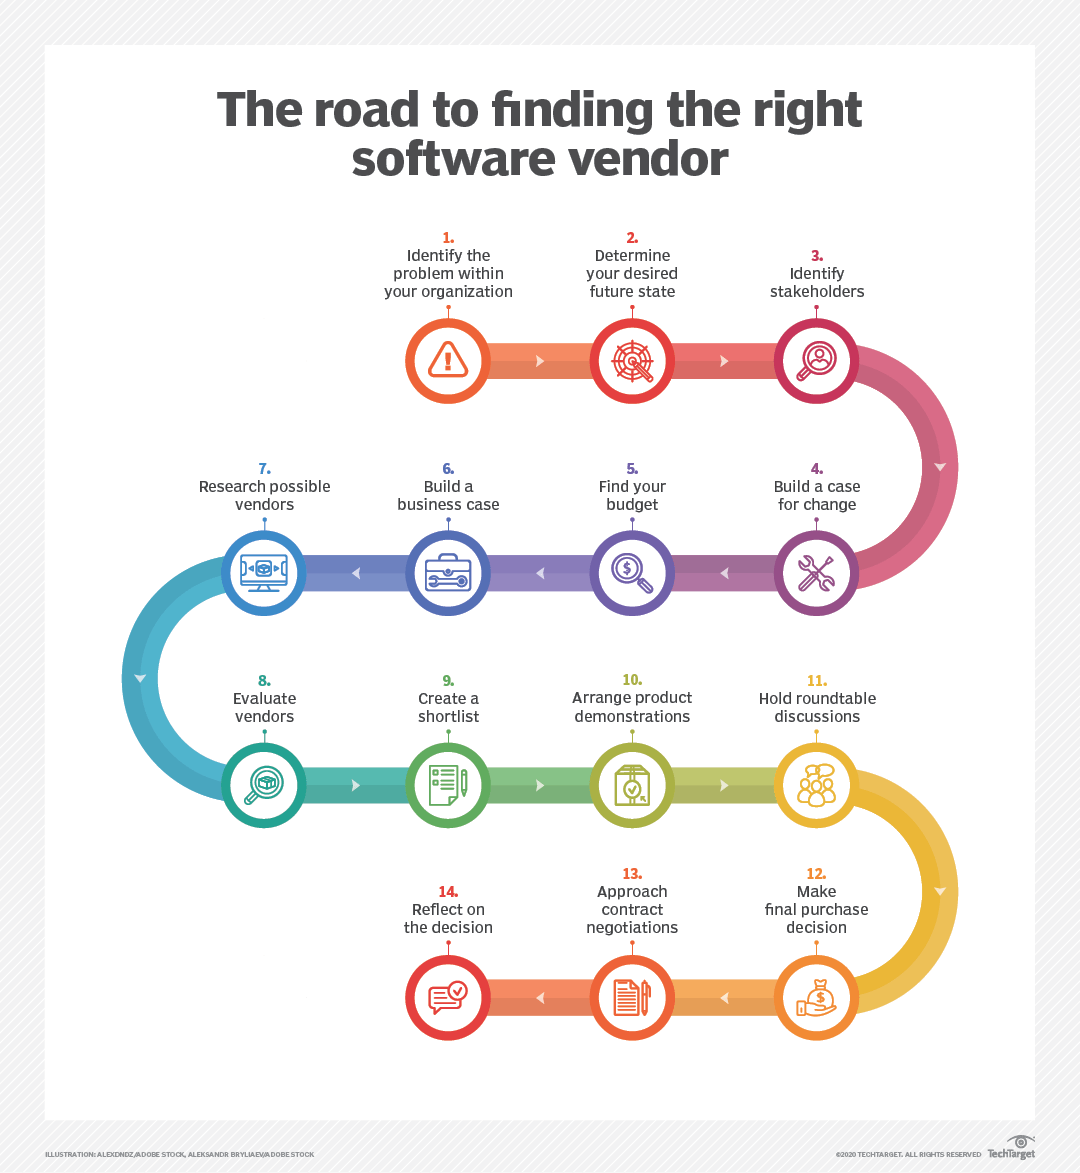 The road to finding the right
software vendor
1.
Identify the
problem within
your organization
2.
Determine
your desired
future state
3.
Identify
stakeholders
4.
Build a case
for change
5.
Find your
budget
6.
Build a
business case
7.
Research possible
vendors
8.
Evaluate
vendors
9.
Create a
shortlist
10.
Arrange product
demonstrations
11.
Hold roundtable
discussions
12.
Make
final purchase
decision
13.
Approach
contract
negotiations
14.
Reflect on
the decision
ILLUSTRATION: ALEXDNDZ/ADOBE STOCK, ALEKSANDR BRYLIAEV/ADOBE STOCK
©2020 TECHTARGET. ALL RIGHTS RESERVED
TechTarget